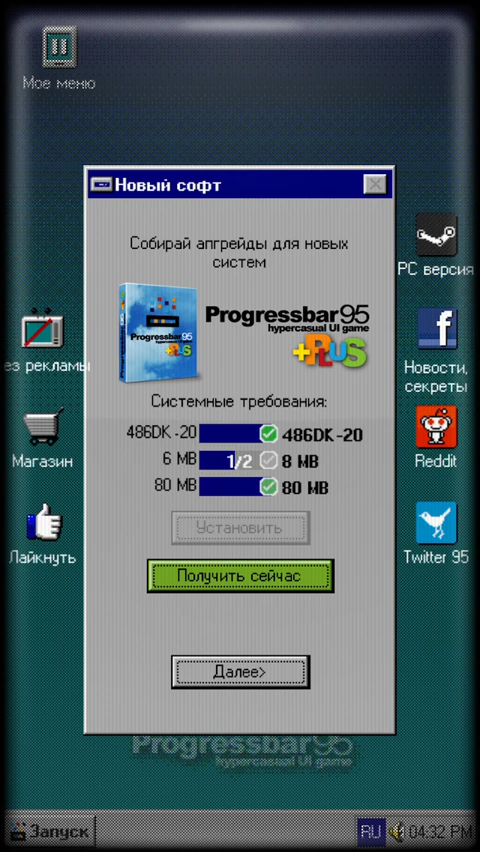 Мое меню
Новый софт
Собирай апгрейды для новых
систем
Progressbar95
Progressbar95
hypercasual UI game
+PLUS
+PLUS
Системные требования:
486DK-20 486DK-20
6 MB 1/2 8 MB
80 MB 80 MB
Установить
Получить сейчас
Далее>
PC версия
ез рекламы
Новости,
секреты
Магазин
Reddit
Лайкнуть
Twitter 95
Progressbar95
hypercasual UI game
Запуск
RU 04:32 PM